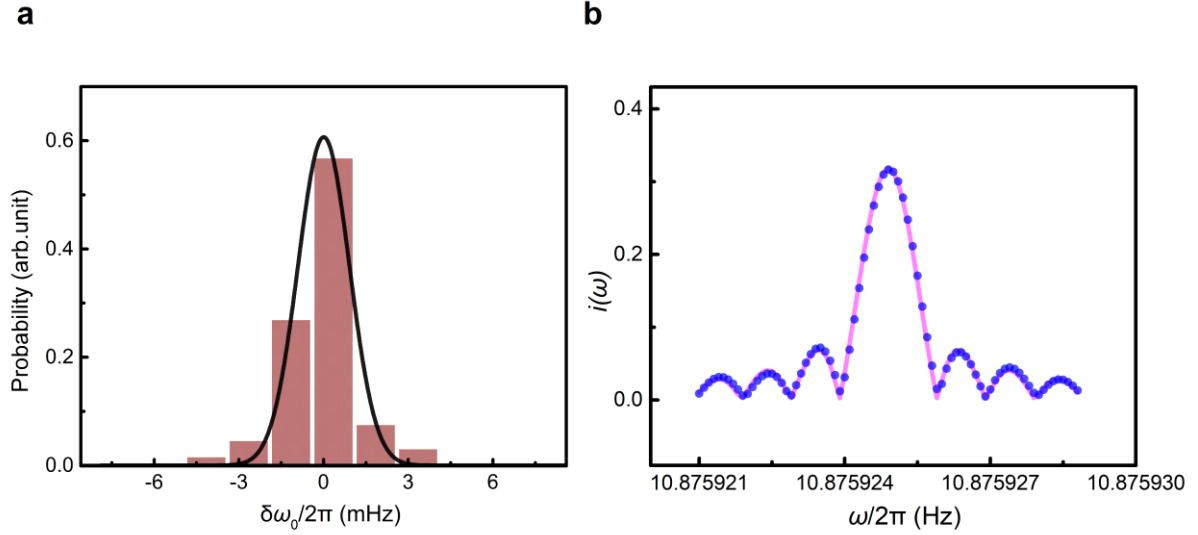 a
b
Probability (arb.unit)
0.6
0.4
0.2
0.0
-6 -3 0 3 6
δω₀/2π (mHz)
i(ω)
0.4
0.2
0.0
10.875921 10.875924 10.875927 10.875930
ω/2π (Hz)